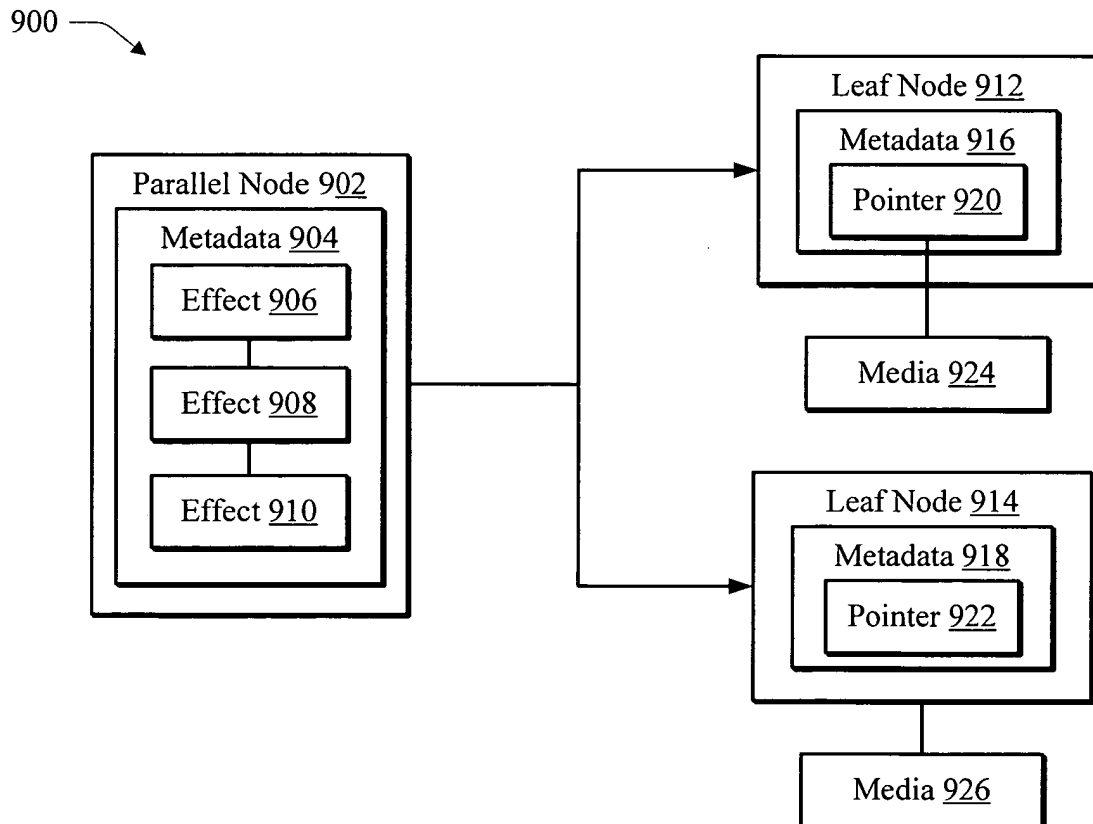 900
Parallel Node 902
Metadata 904
Effect 906
Effect 908
Effect 910
Leaf Node 912
Metadata 916
Pointer 920
Media 924
Leaf Node 914
Metadata 918
Pointer 922
Media 926